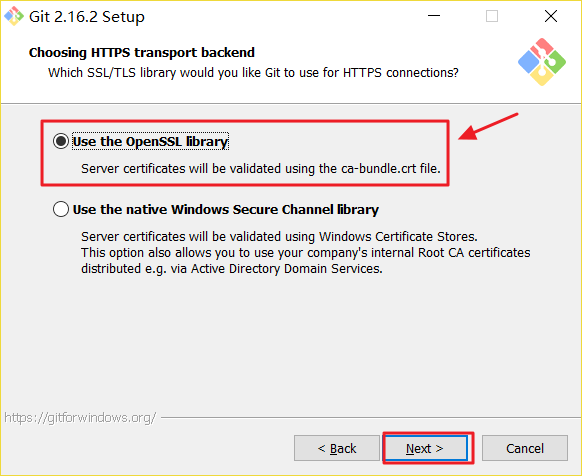 Git 2.16.2 Setup
Choosing HTTPS transport backend
Which SSL/TLS library would you like Git to use for HTTPS connections?
Use the OpenSSL library
Server certificates will be validated using the ca-bundle.crt file.
Use the native Windows Secure Channel library
Server certificates will be validated using Windows Certificate Stores.
This option also allows you to use your company's internal Root CA certificates
distributed e.g. via Active Directory Domain Services.
https://gitforwindows.org/
< Back
Next >
Cancel